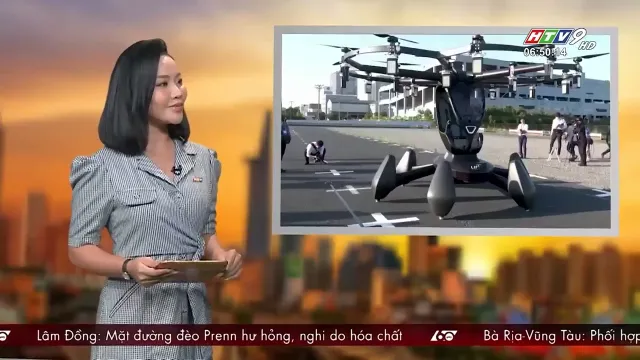 HTV9 HD
06:50:14
Lâm Đồng: Mặt đường đèo Prenn hư hỏng, nghi do hóa chất
60
Bà Rịa-Vũng Tàu: Phối hợp